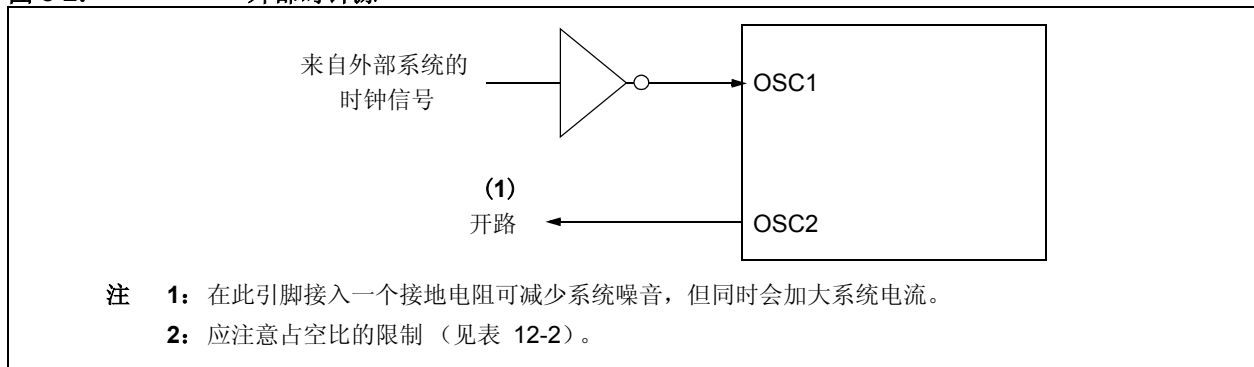 来自外部系统的
时钟信号
OSC1
(1)
开路
OSC2
注 1：在此引脚接入一个接地电阻可减少系统噪音，但同时会加大系统电流。
2：应注意占空比的限制 （见表 12-2）。